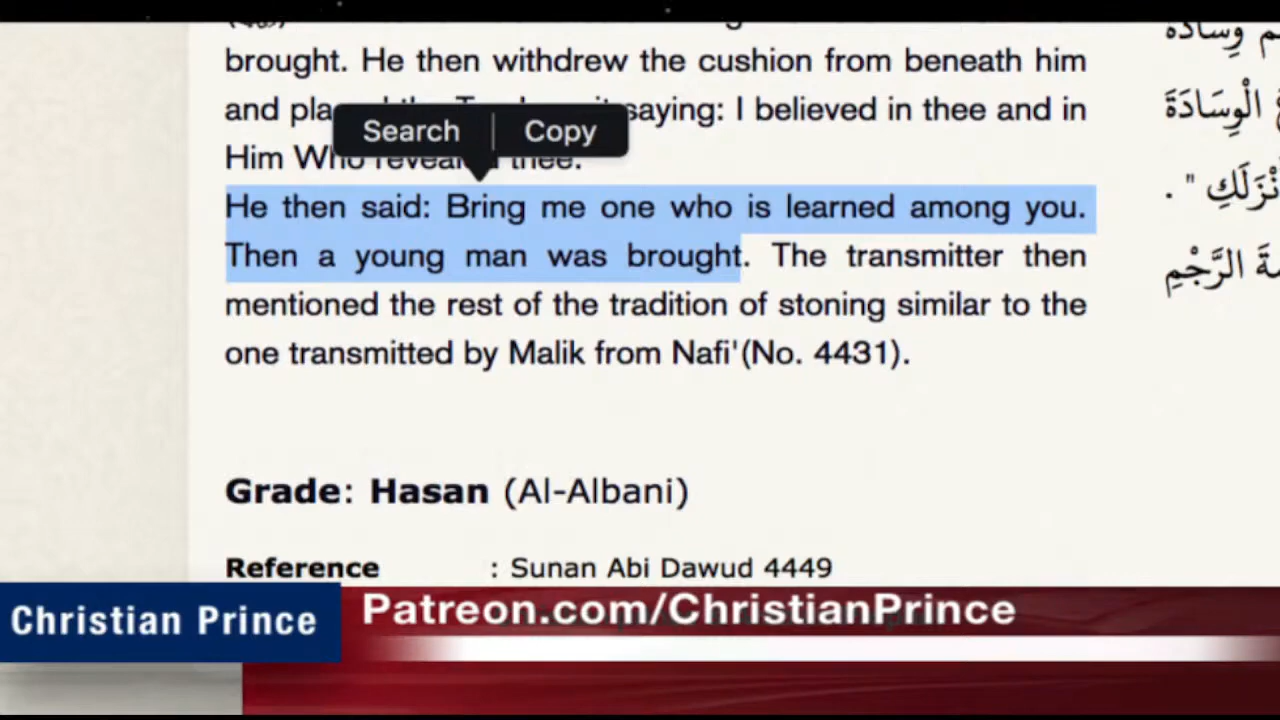 brought. He then withdrew the cushion from beneath him
and saying: I believed in thee and in
Search Copy
Him Who revealed thee.
He then said: Bring me one who is learned among you.
Then a young man was brought. The transmitter then
mentioned the rest of the tradition of stoning similar to the
one transmitted by Malik from Nafi'(No. 4431).
الْوِسَادَةَ
" .
الرَّجْمِ
Grade: Hasan (Al-Albani)
Reference : Sunan Abi Dawud 4449
Christian Prince
Patreon.com/ChristianPrince